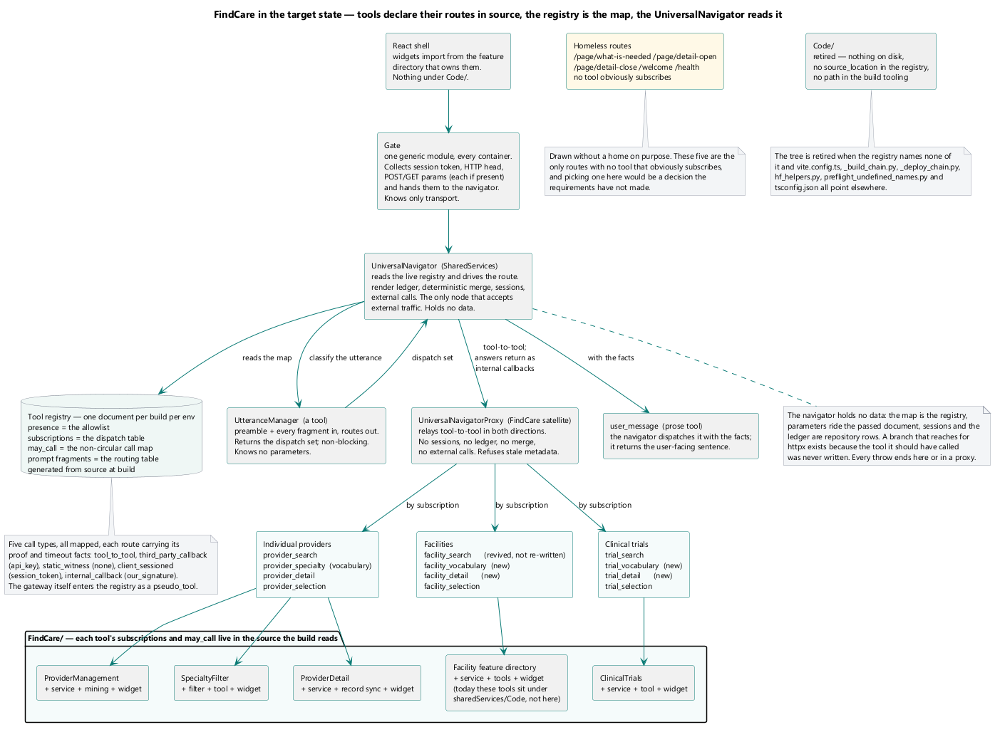 FindCare in the target state — tools declare their routes in source, the registry is the map, the UniversalNavigator reads it
React shell
widgets import from the feature
directory that owns them.
Nothing under Code/.
Homeless routes
/page/what-is-needed /page/detail-open
/page/detail-close /welcome /health
no tool obviously subscribes
Code/
retired — nothing on disk,
no source_location in the registry,
no path in the build tooling
Gate
one generic module, every container.
Collects session token, HTTP head,
POST/GET params (each if present)
and hands them to the navigator.
Knows only transport.
Drawn without a home on purpose. These five are the
only routes with no tool that obviously subscribes,
and picking one here would be a decision the
requirements have not made.
The tree is retired when the registry names none of
it and vite.config.ts, _build_chain.py, _deploy_chain.py,
hf_helpers.py, preflight_undefined_names.py and
tsconfig.json all point elsewhere.
UniversalNavigator  (SharedServices)
reads the live registry and drives the route.
render ledger, deterministic merge, sessions,
external calls. The only node that accepts
external traffic. Holds no data.
reads the map
classify the utterance
dispatch set
tool-to-tool;
answers return as
internal callbacks
with the facts
Tool registry — one document per build per env
presence = the allowlist
subscriptions = the dispatch table
may_call = the non-circular call map
prompt fragments = the routing table
generated from source at build
UtteranceManager  (a tool)
preamble + every fragment in, routes out.
Returns the dispatch set; non-blocking.
Knows no parameters.
UniversalNavigatorProxy  (FindCare satellite)
relays tool-to-tool in both directions.
No sessions, no ledger, no merge,
no external calls. Refuses stale metadata.
user_message  (prose tool)
the navigator dispatches it with the facts;
it returns the user-facing sentence.
The navigator holds no data: the map is the registry,
parameters ride the passed document, sessions and the
ledger are repository rows. A branch that reaches for
httpx exists because the tool it should have called
was never written. Every throw ends here or in a proxy.
by subscription
by subscription
by subscription
Five call types, all mapped, each route carrying its
proof and timeout facts: tool_to_tool, third_party_callback
(api_key), static_witness (none), client_sessioned
(session_token), internal_callback (our_signature).
The gateway itself enters the registry as a pseudo_tool.
Individual providers
provider_search
provider_specialty  (vocabulary)
provider_detail
provider_selection
Facilities
facility_search      (revived, not re-written)
facility_vocabulary  (new)
facility_detail      (new)
facility_selection
Clinical trials
trial_search
trial_vocabulary  (new)
trial_detail      (new)
trial_selection
FindCare/ — each tool's subscriptions and may_call live in the source the build reads
ProviderManagement
+ service + mining + widget
SpecialtyFilter
+ filter + tool + widget
ProviderDetail
+ service + record sync + widget
Facility feature directory
+ service + tools + widget
(today these tools sit under
sharedServices/Code, not here)
ClinicalTrials
+ service + tool + widget